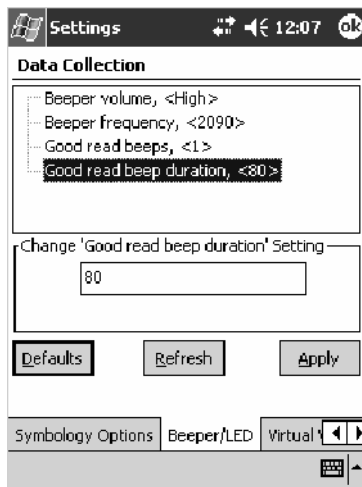 Settings 12:07 ok
Data Collection
Beeper volume, <High>
Beeper frequency, <2090>
Good read beeps, <1>
Good read beep duration, <80>
Change 'Good read beep duration' Setting
80
Defaults Refresh Apply
Symbology Options Beeper/LED Virtual